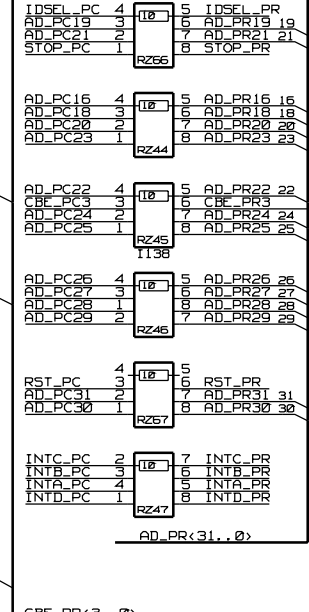 IDSEL_PC 4 10 5 IDSEL_PR
AD_PC19 3 6 AD_PR19 19
AD_PC21 2 7 AD_PR21 21
STOP_PC 1 8 STOP_PR
RZ66
AD_PC16 4 10 5 AD_PR16 16
AD_PC18 3 6 AD_PR18 18
AD_PC20 2 7 AD_PR20 20
AD_PC23 1 8 AD_PR23 23
RZ44
AD_PC22 4 10 5 AD_PR22 22
CBE_PC3 3 6 CBE_PR3
AD_PC24 2 7 AD_PR24 24
AD_PC25 1 8 AD_PR25 25
RZ45
I138
AD_PC26 4 10 5 AD_PR26 26
AD_PC27 3 6 AD_PR27 27
AD_PC28 1 8 AD_PR28 28
AD_PC29 2 7 AD_PR29 29
RZ46
4 10 5
RST_PC 3 6 RST_PR
AD_PC31 2 7 AD_PR31 31
AD_PC30 1 8 AD_PR30 30
RZ67
INTC_PC 2 10 7 INTC_PR
INTB_PC 3 6 INTB_PR
INTA_PC 4 5 INTA_PR
INTD_PC 1 8 INTD_PR
RZ47
AD_PR<31..0>